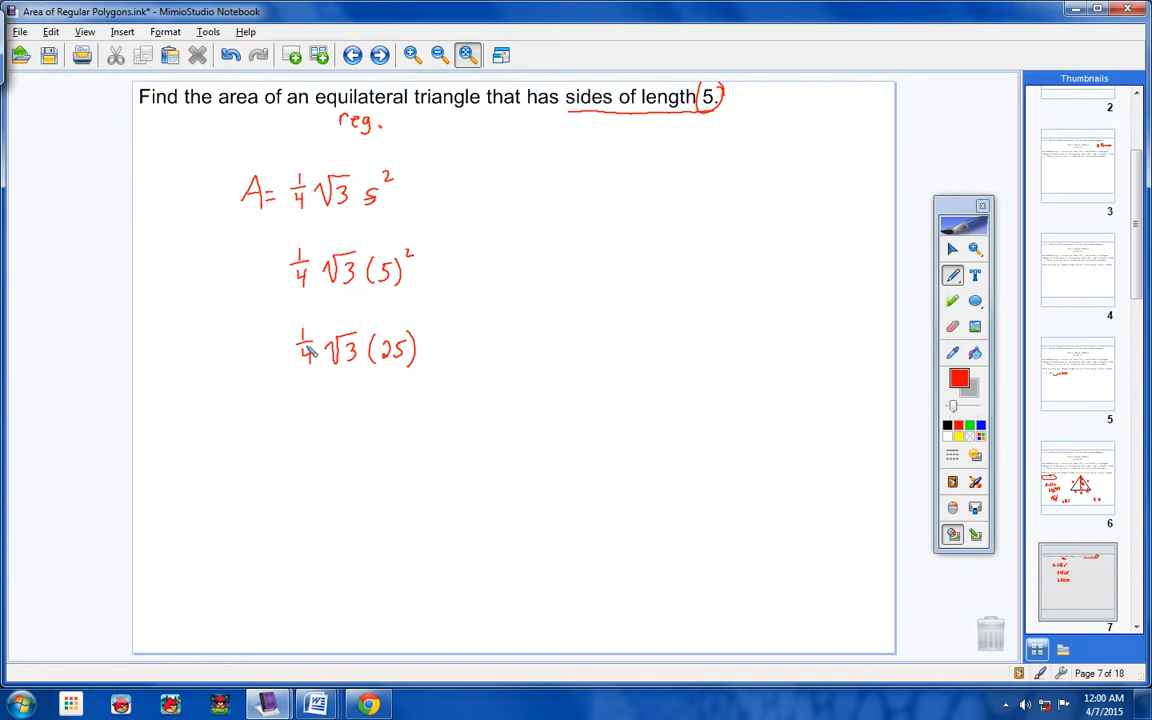 Area of Regular Polygons.ink* - MimioStudio Notebook
File Edit View Insert Format Tools Help
Find the area of an equilateral triangle that has sides of length 5.
reg.
A = 1/4 √3 s²
1/4 √3 (5)²
1/4 √3 (25)
Thumbnails
2
3
4
5
6
7
T
Page 7 of 18
12:00 AM
4/7/2015